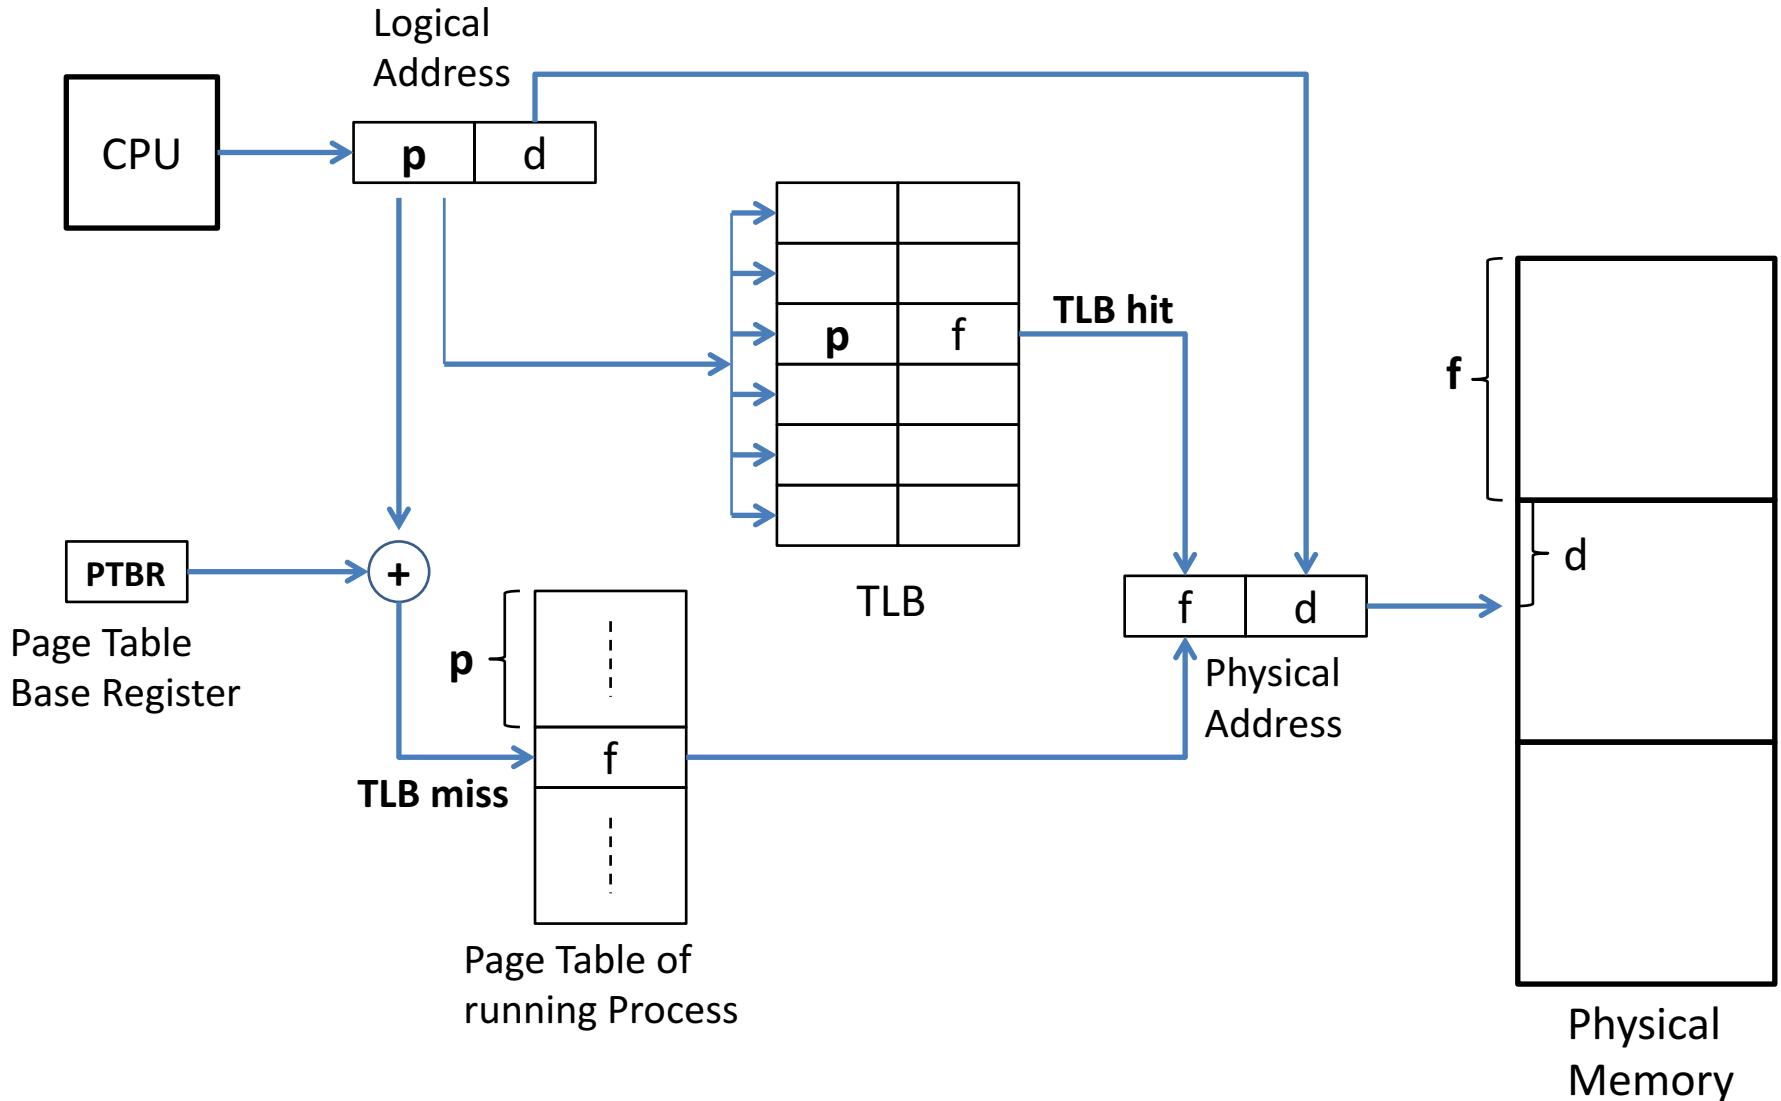 Logical
Address
CPU
p
d
TLB hit
p
f
f
d
PTBR
+
TLB
f
d
Page Table
Base Register
p
Physical
Address
f
TLB miss
Page Table of
running Process
Physical
Memory